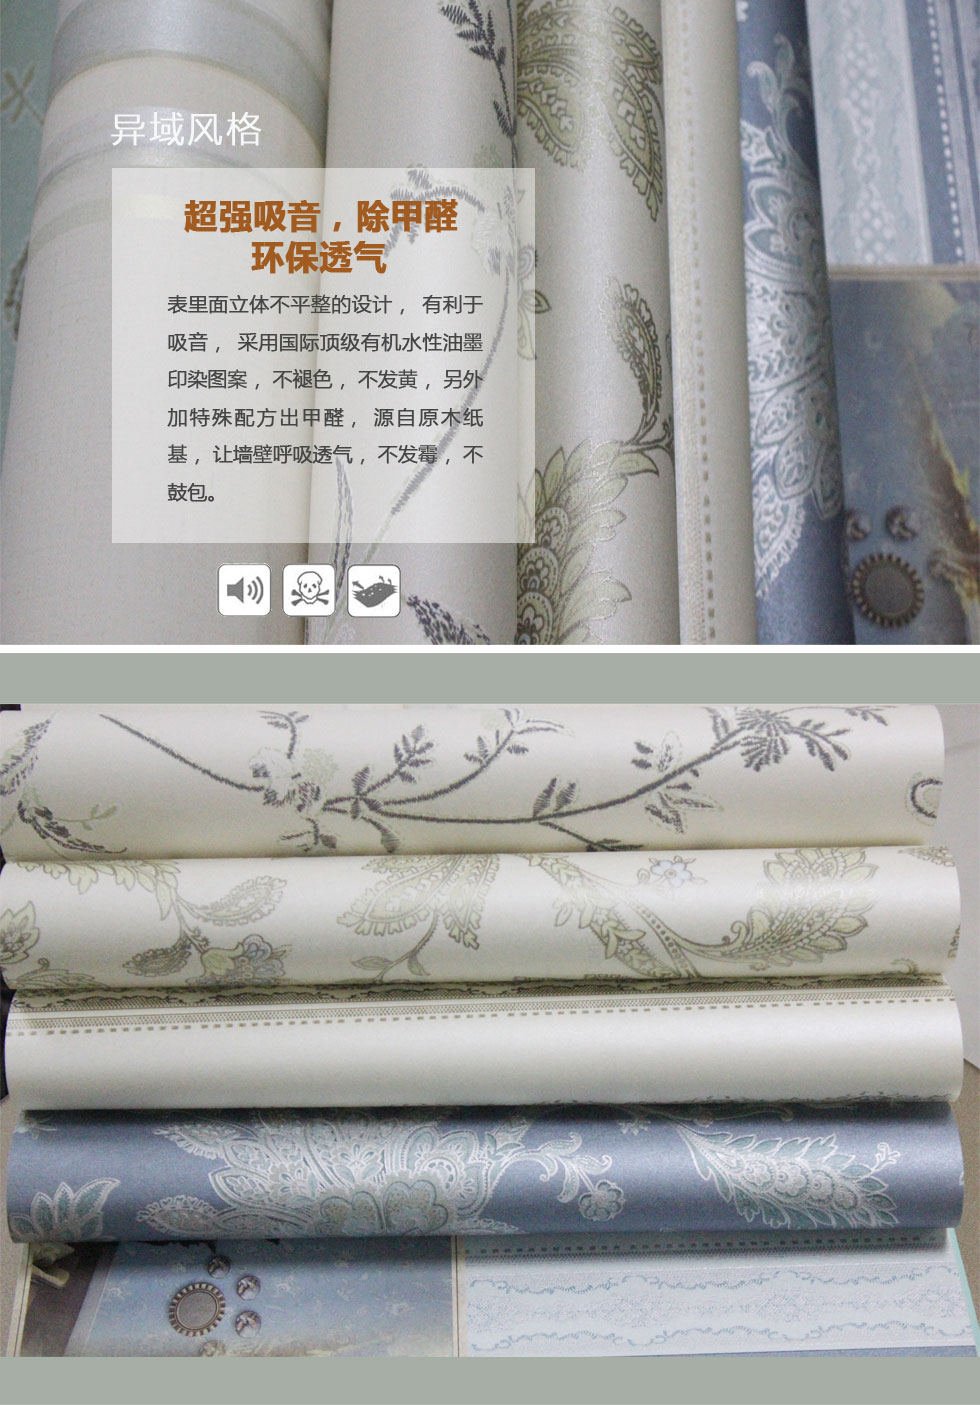 异域风格
超强吸音，除甲醛
环保透气
表里面立体不平整的设计， 有利于
吸音， 采用国际顶级有机水性油墨
印染图案，不褪色，不发黄，另外
加特殊配方出甲醛， 源自原木纸
基，让墙壁呼吸透气，不发霉，不
鼓包。